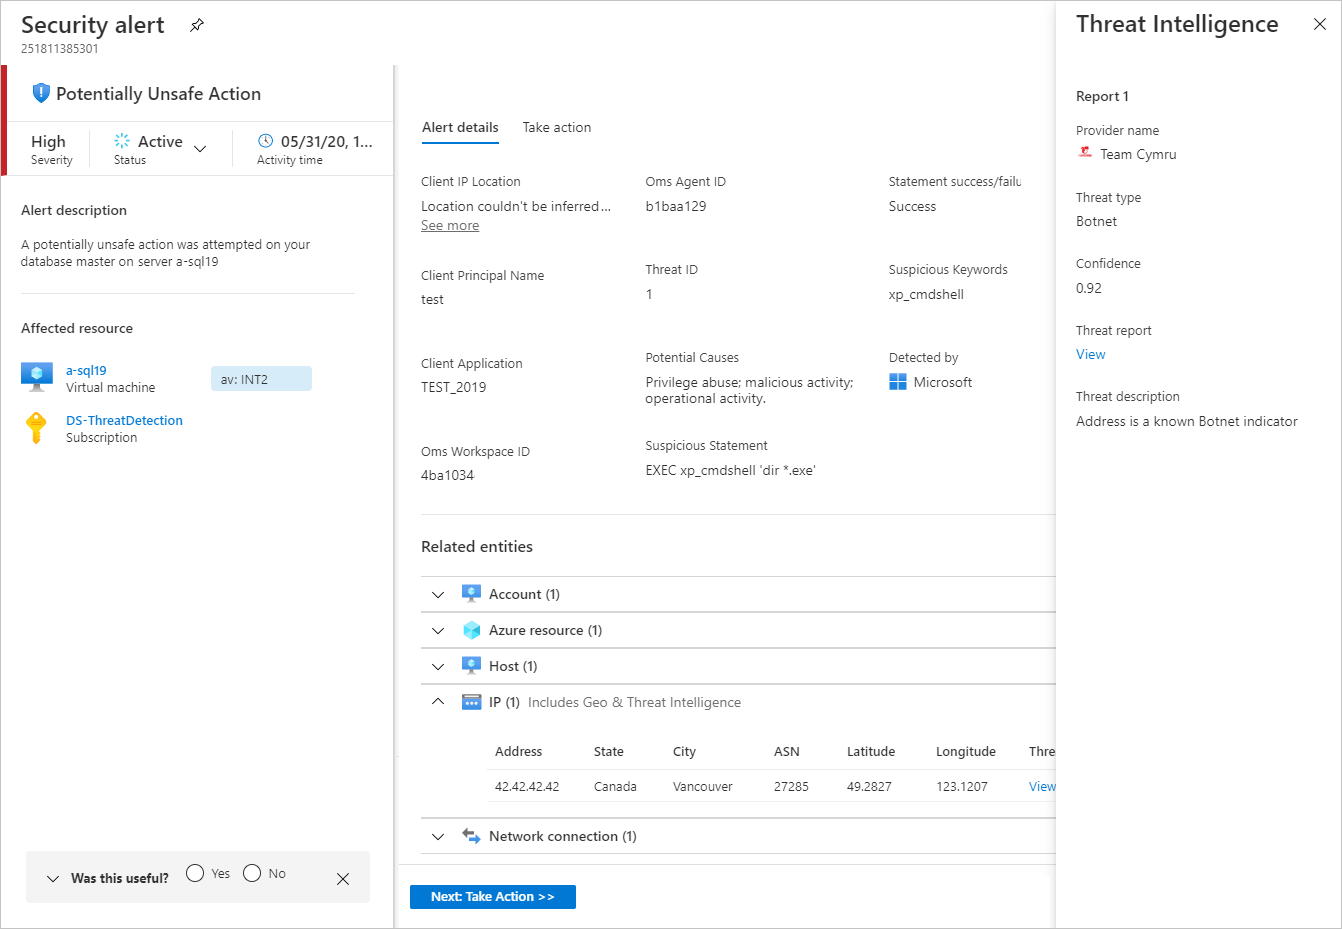 Security alert
251811385301
Potentially Unsafe Action
High
Severity
Active
Status
05/31/20, 1...
Activity time
Alert description
A potentially unsafe action was attempted on your
database master on server a-sql19
Affected resource
a-sql19
Virtual machine
av: INT2
DS-ThreatDetection
Subscription
Was this useful?
Yes
No
Alert details
Take action
Client IP Location
Location couldn't be inferred...
See more
Oms Agent ID
b1baa129
Statement success/failu
Success
Client Principal Name
test
Threat ID
1
Suspicious Keywords
xp_cmdshell
Client Application
TEST_2019
Potential Causes
Privilege abuse; malicious activity;
operational activity.
Detected by
Microsoft
Oms Workspace ID
4ba1034
Suspicious Statement
EXEC xp_cmdshell 'dir *.exe'
Related entities
Account (1)
Azure resource (1)
Host (1)
IP (1) Includes Geo & Threat Intelligence
Address State City ASN Latitude Longitude Thre
42.42.42.42 Canada Vancouver 27285 49.2827 123.1207 View
Network connection (1)
Next: Take Action >>
Threat Intelligence
Report 1
Provider name
Team Cymru
Threat type
Botnet
Confidence
0.92
Threat report
View
Threat description
Address is a known Botnet indicator